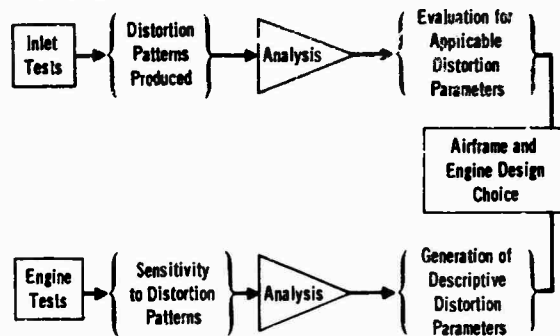 Inlet
Tests
Distortion
Patterns
Produced
Analysis
Evaluation for
Applicable
Distortion
Parameters
Airframe and
Engine Design
Choice
Engine
Tests
Sensitivity
to Distortion
Patterns
Analysis
Generation of
Descriptive
Distortion
Parameters